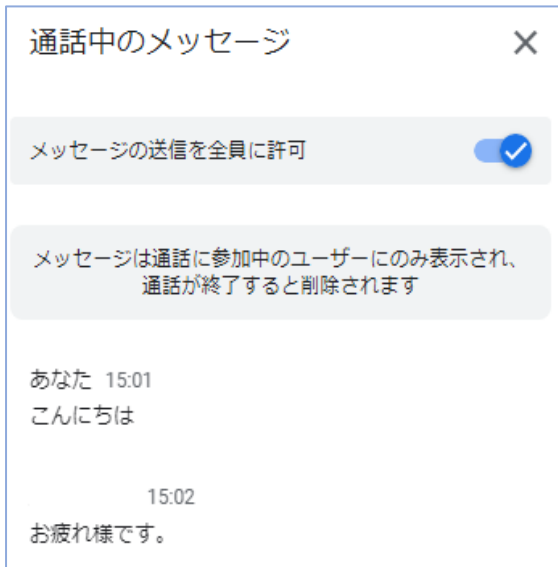 通話中のメッセージ
メッセージの送信を全員に許可
メッセージは通話に参加中のユーザーにのみ表示され、
通話が終了すると削除されます
あなた 15:01
こんにちは
15:02
お疲れ様です。